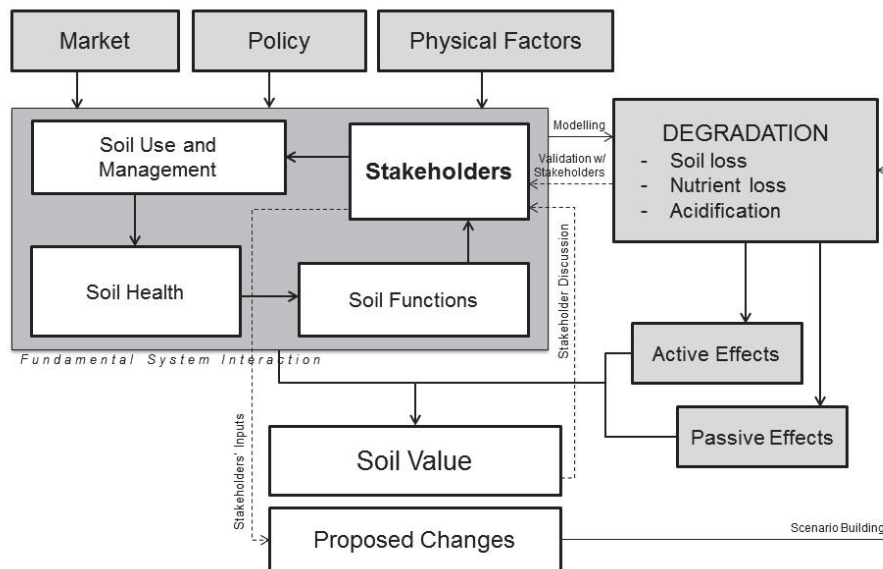 Market
Policy
Physical Factors
Soil Use and
Management
Stakeholders
Modelling
Validation w/
Stakeholders
DEGRADATION
- Soil loss
- Nutrient loss
- Acidification
Soil Health
Soil Functions
Stakeholder Discussion
Fundamental System Interaction
Active Effects
Passive Effects
Stakeholders' Inputs
Soil Value
Proposed Changes
Scenario Building